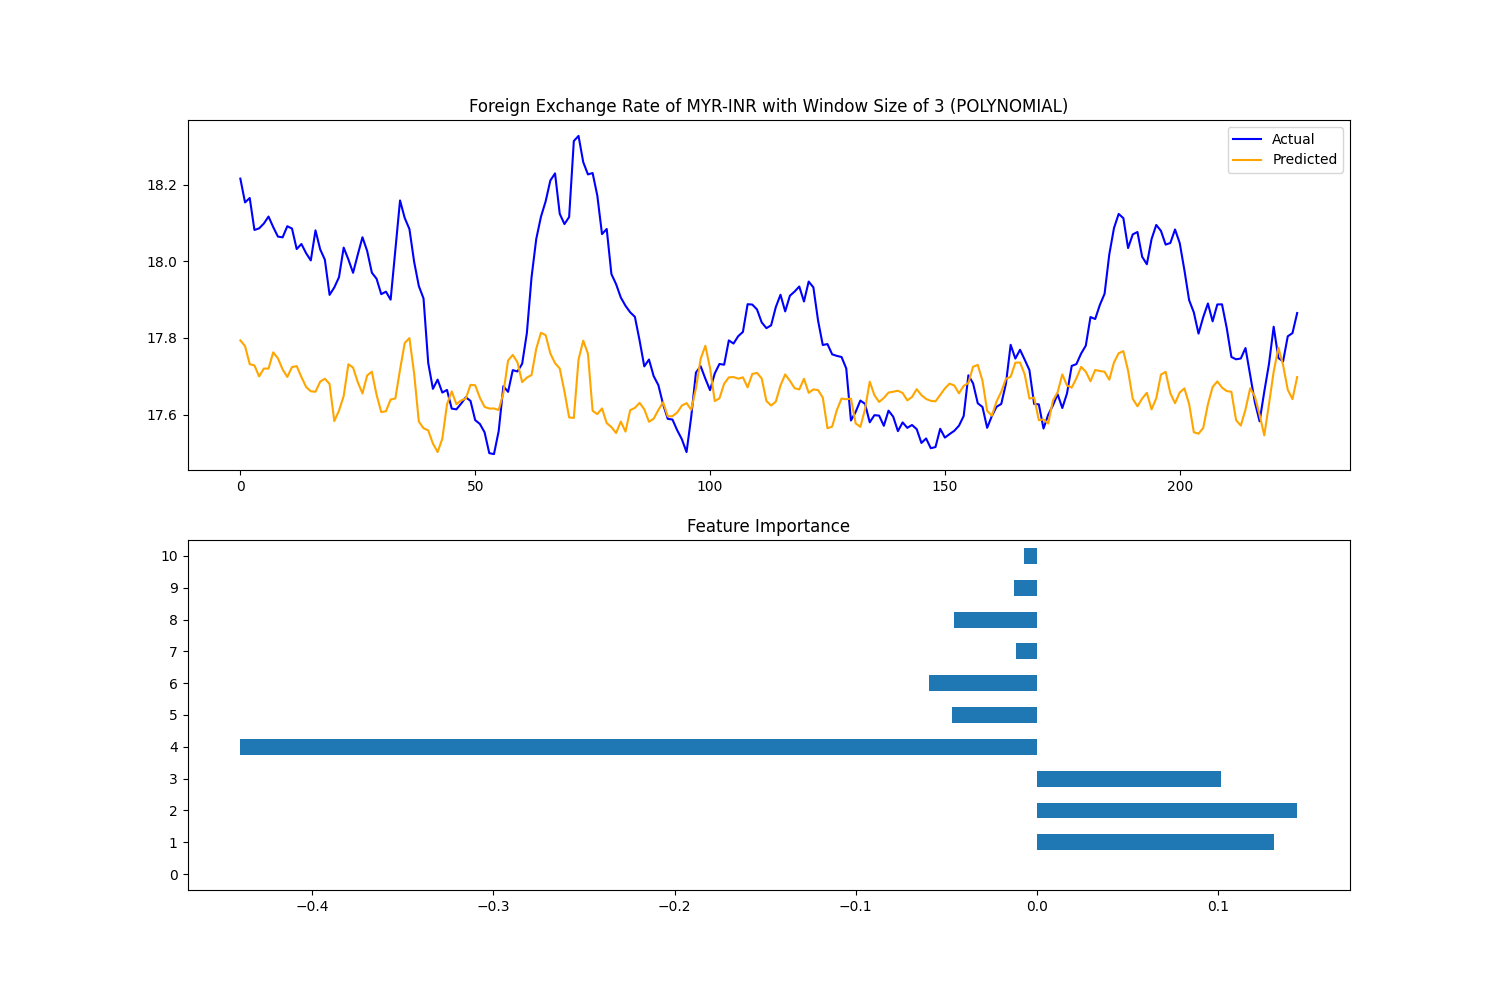 Foreign Exchange Rate of MYR-INR with Window Size of 3 (POLYNOMIAL)
Actual
Predicted
18.2
18.0
17.8
17.6
0 50 100 150 200
Feature Importance
10
9
8
7
6
5
4
3
2
1
0
−0.4 −0.3 −0.2 −0.1 0.0 0.1